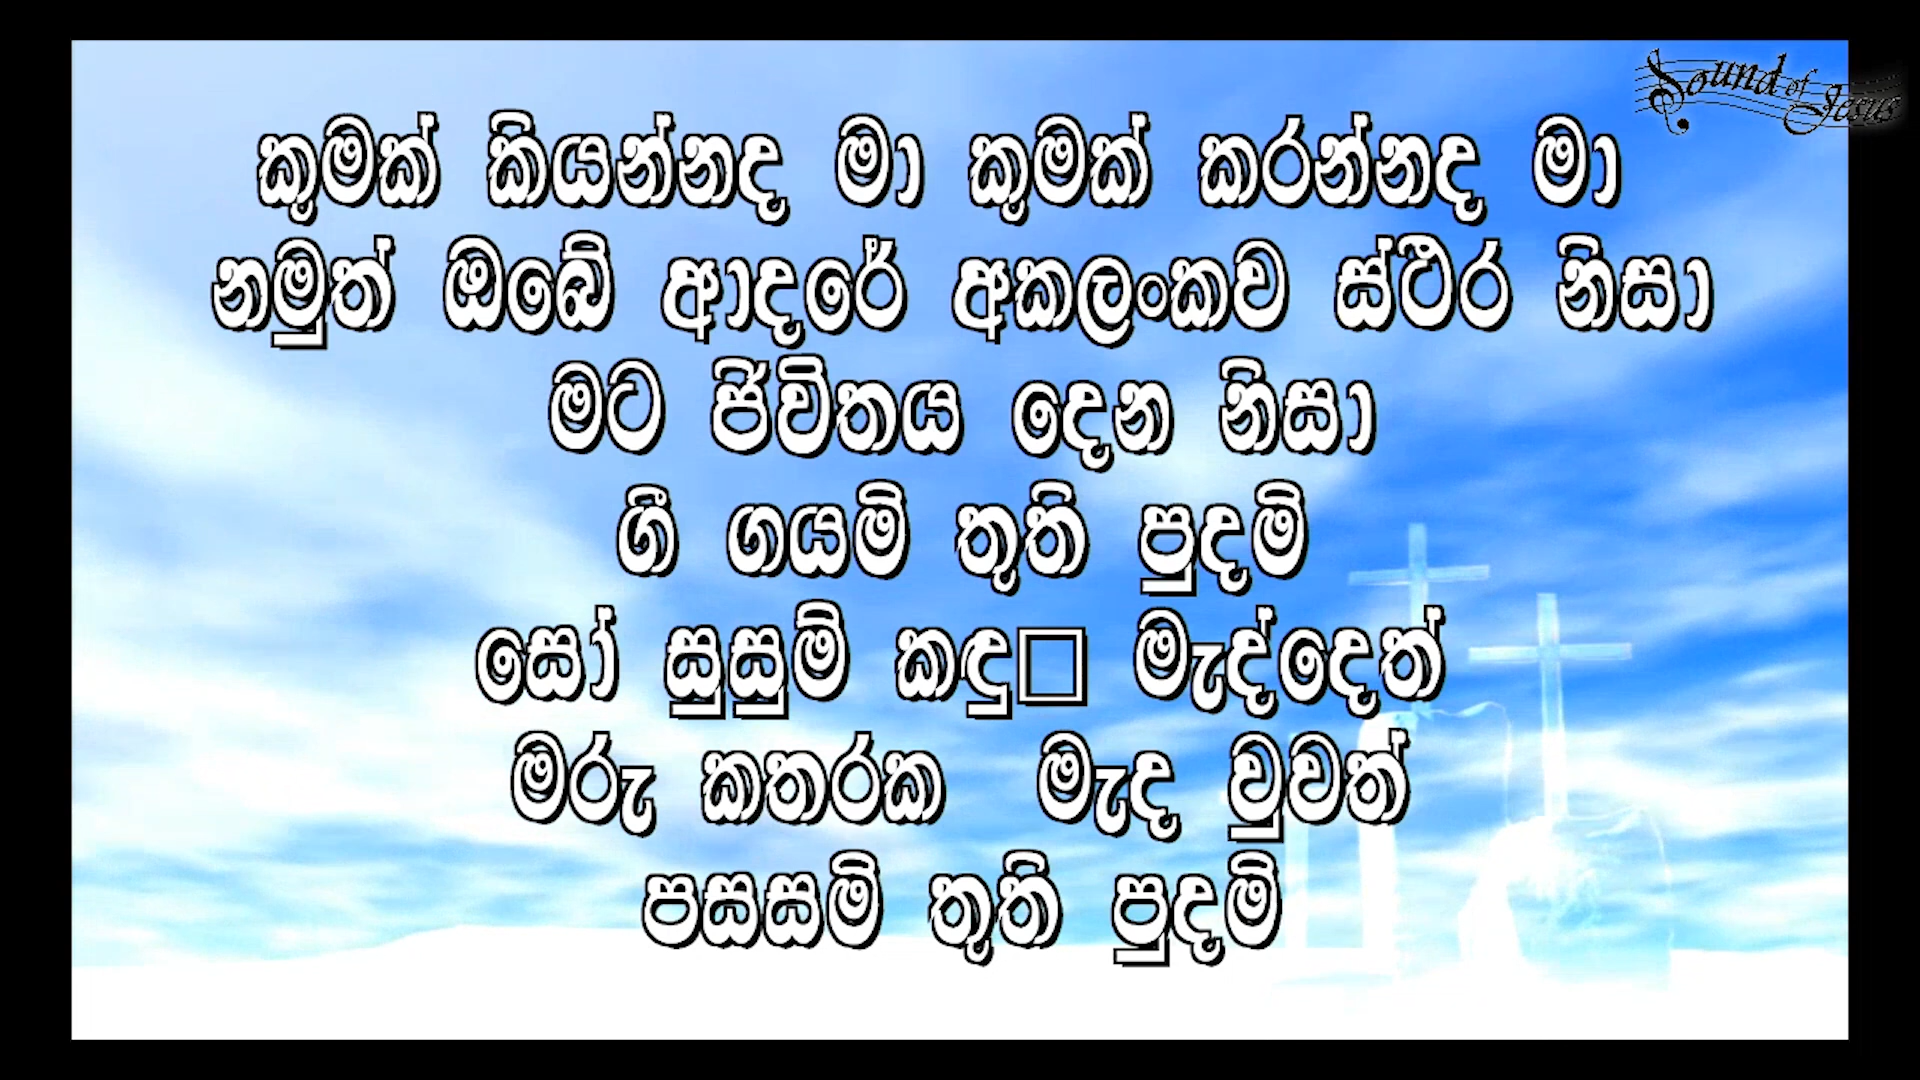 Sound of Jesus
කුමක් කියන්නද මා කුමක් කරන්නද මා
නමුත් ඔබේ ආදරේ අකලංකව ස්ථිර නිසා
මට ජීවිතය දෙන නිසා
ගී ගයමි තුති පුදමි
සෝ සුසුම් කඳු□ මැද්දෙත්
මරු කතරක මැද වුවත්
පසසමි තුති පුදමි